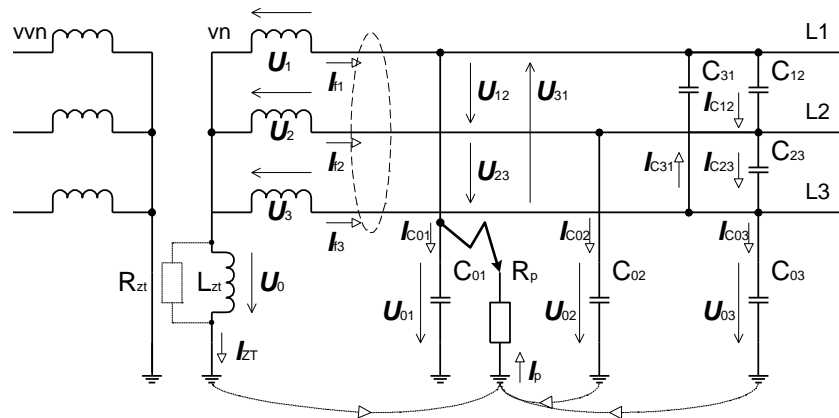 vvn
vn
L1
U1
If1
U12
U31
C31
C12
IC12
L2
U2
If2
U23
IC31
IC23
C23
L3
U3
If3
IC01
IC02
IC03
Rzt
Lzt
U0
C01
Rp
C02
C03
U01
U02
U03
IZT
Ip